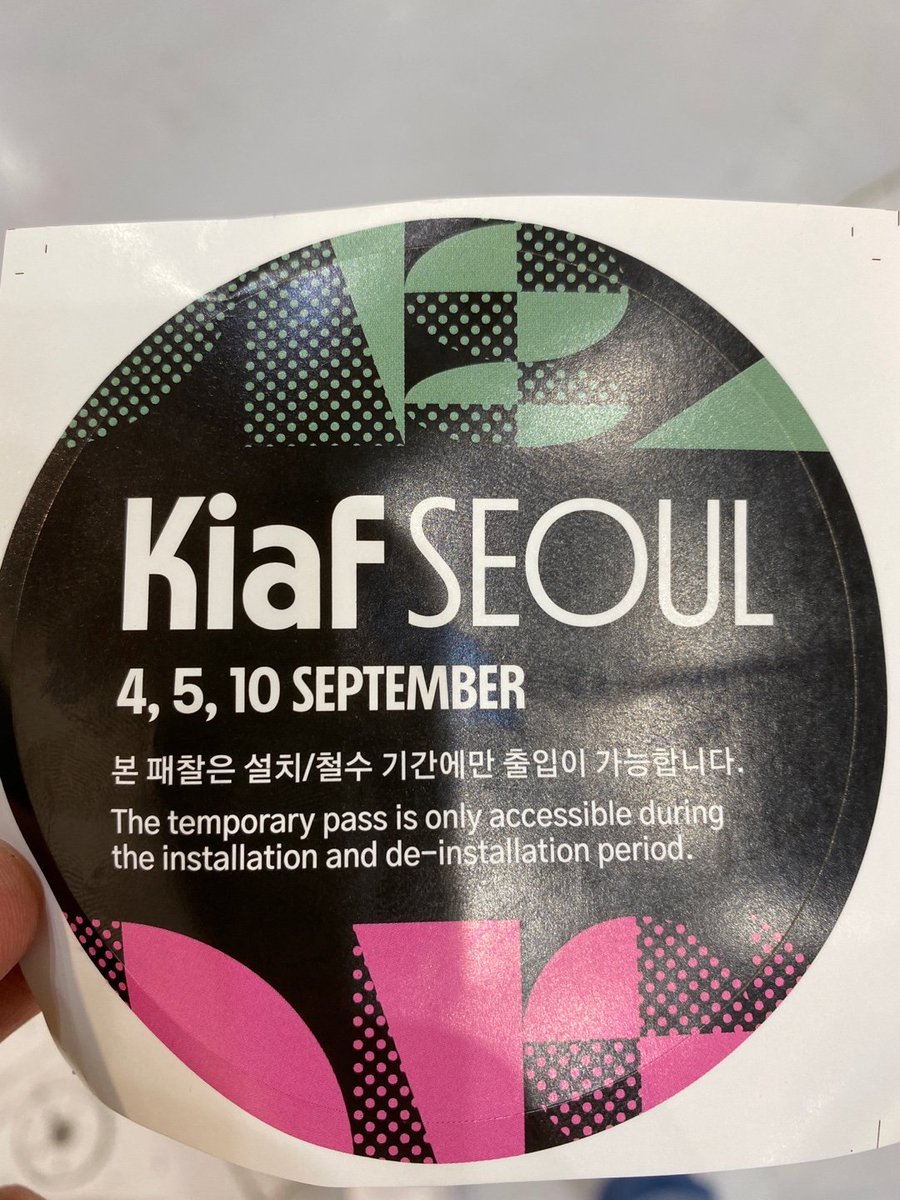 Kiaf SEOUL
4, 5, 10 SEPTEMBER
본 패찰은 설치/철수 기간에만 출입이 가능합니다.
The temporary pass is only accessible during
the installation and de-installation period.